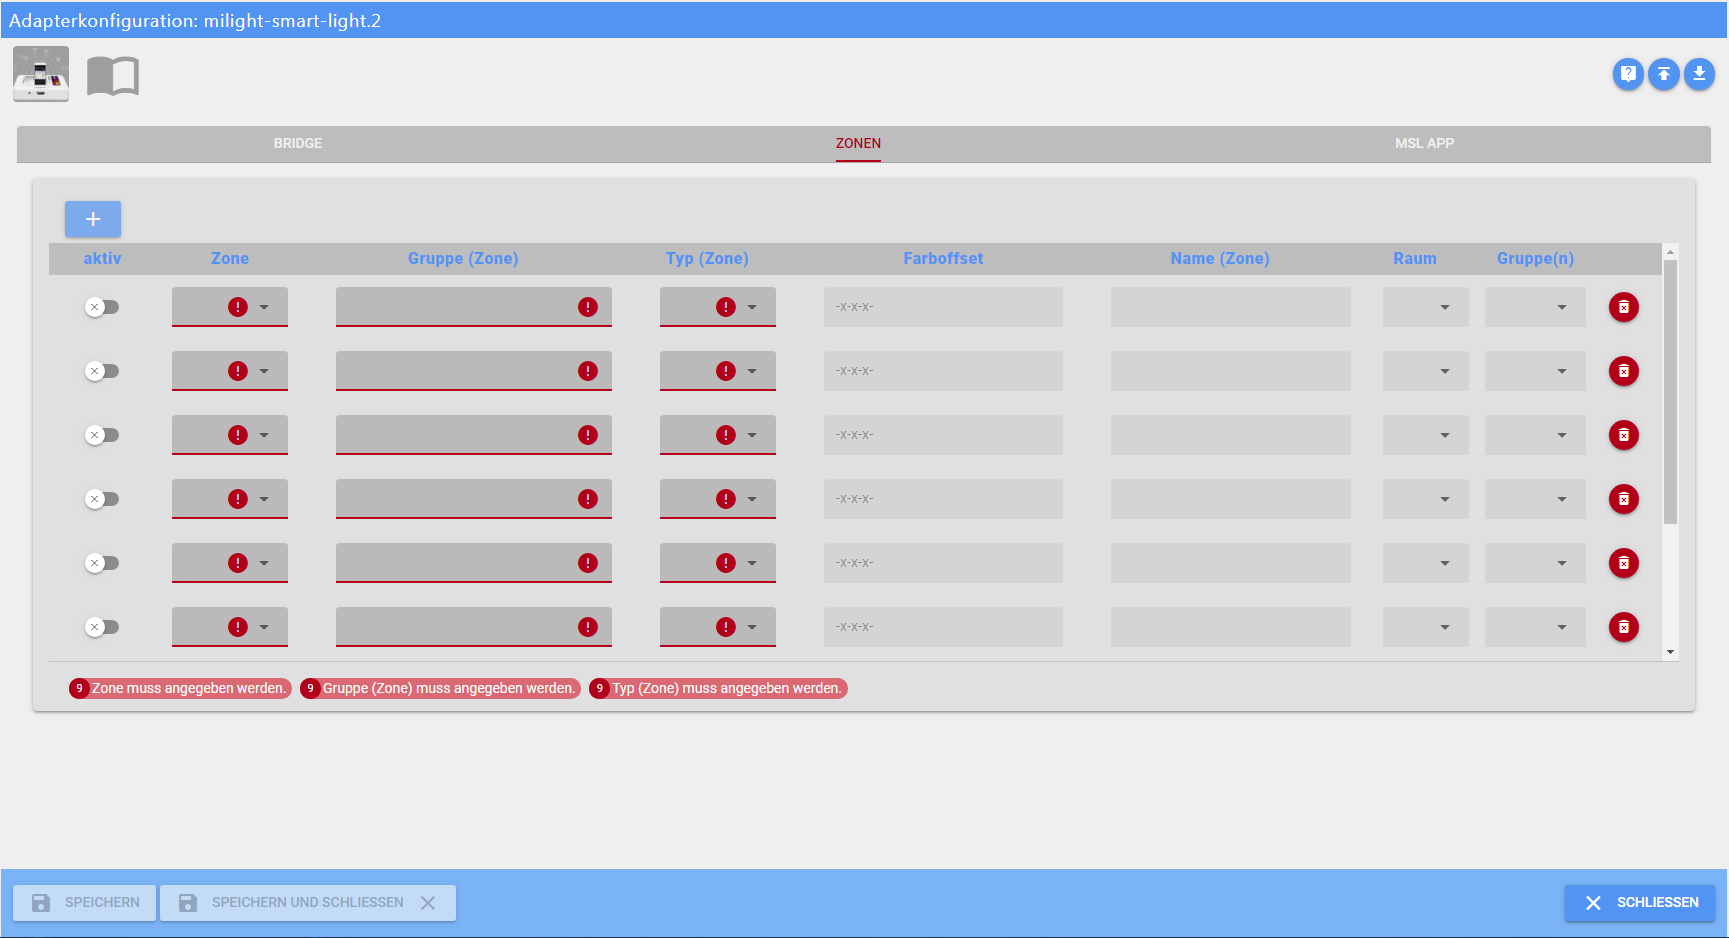 Adapterkonfiguration: milight-smart-light.2
BRIDGE ZONEN MSL APP
+
aktiv Zone Gruppe (Zone) Typ (Zone) Farboffset Name (Zone) Raum Gruppe(n)
-x-x-x-
-x-x-x-
-x-x-x-
-x-x-x-
-x-x-x-
-x-x-x-
9 Zone muss angegeben werden. 9 Gruppe (Zone) muss angegeben werden. 9 Typ (Zone) muss angegeben werden.
SPEICHERN SPEICHERN UND SCHLIESSEN SCHLIESSEN